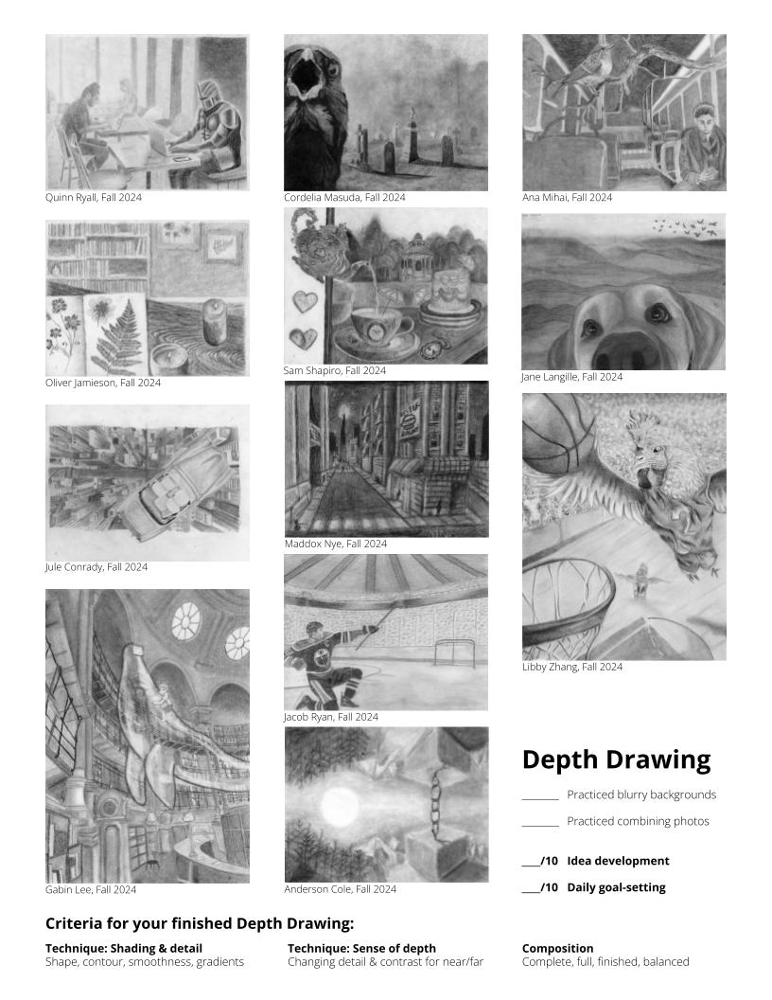 Quinn Ryall, Fall 2024
Cordelia Masuda, Fall 2024
Ana Mihai, Fall 2024
Oliver Jamieson, Fall 2024
Sam Shapiro, Fall 2024
Jane Langille, Fall 2024
Jule Conrady, Fall 2024
Maddox Nye, Fall 2024
Libby Zhang, Fall 2024
Jacob Ryan, Fall 2024
Gabin Lee, Fall 2024
Anderson Cole, Fall 2024
Depth Drawing
_______ Practiced blurry backgrounds
_______ Practiced combining photos
____/10 Idea development
____/10 Daily goal-setting
Criteria for your finished Depth Drawing:
Technique: Shading & detail
Shape, contour, smoothness, gradients
Technique: Sense of depth
Changing detail & contrast for near/far
Composition
Complete, full, finished, balanced